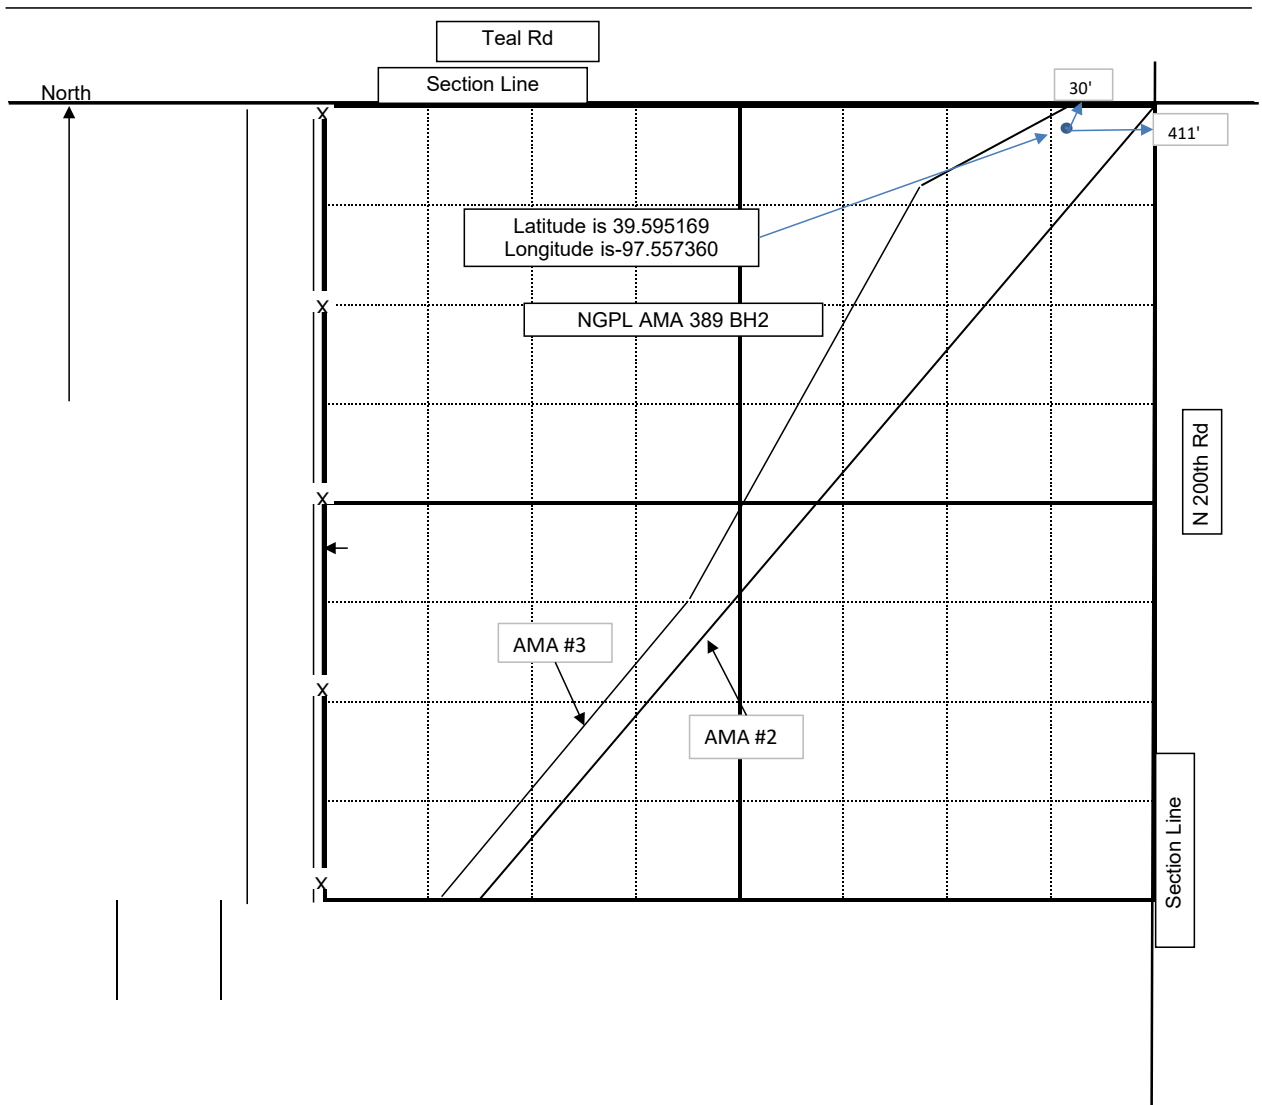 Teal Rd
Section Line
North
30'
411'
Latitude is 39.595169
Longitude is-97.557360
NGPL AMA 389 BH2
N 200th Rd
AMA #3
AMA #2
Section Line
X
X
X
X
X